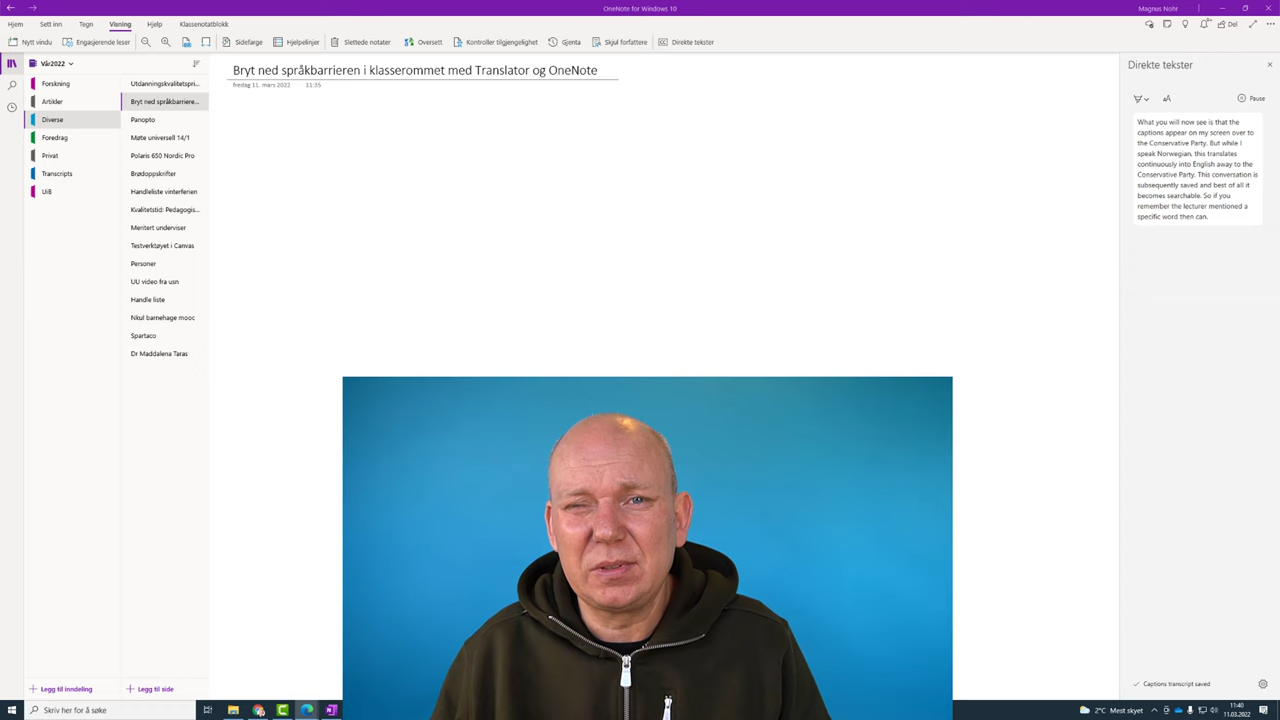 OneNote for Windows 10
Magnus Nohr
Hjem Sett inn Tegn Visning Hjelp Klassenotatblokk
Del
Nytt vindu Engasjerende leser Sidefarge Hjelpelinjer Slettede notater Oversett Kontroller tilgjengelighet Gjenta Skjul forfattere Direkte tekster
Vår2022
Forskning
Artikler
Diverse
Foredrag
Privat
Transcripts
UiB
Legg til inndeling
Utdanningskvalitetspri...
Bryt ned språkbarriere...
Panopto
Møte universell 14/1
Polaris 650 Nordic Pro
Brødoppskrifter
Handleliste vinterferien
Kvalitetstid: Pedagogis...
Meritert underviser
Testverktøyet i Canvas
Personer
UU video fra usn
Handle liste
Nkul barnehage mooc
Spartaco
Dr Maddalena Taras
Legg til side
Bryt ned språkbarrieren i klasserommet med Translator og OneNote
fredag 11. mars 2022 11:35
Direkte tekster
Pause
What you will now see is that the
captions appear on my screen over to
the Conservative Party. But while I
speak Norwegian, this translates
continuously into English away to the
Conservative Party. This conversation is
subsequently saved and best of all it
becomes searchable. So if you
remember the lecturer mentioned a
specific word then can.
Captions transcript saved
Skriv her for å søke
2°C Mest skyet
11:40
11.03.2022